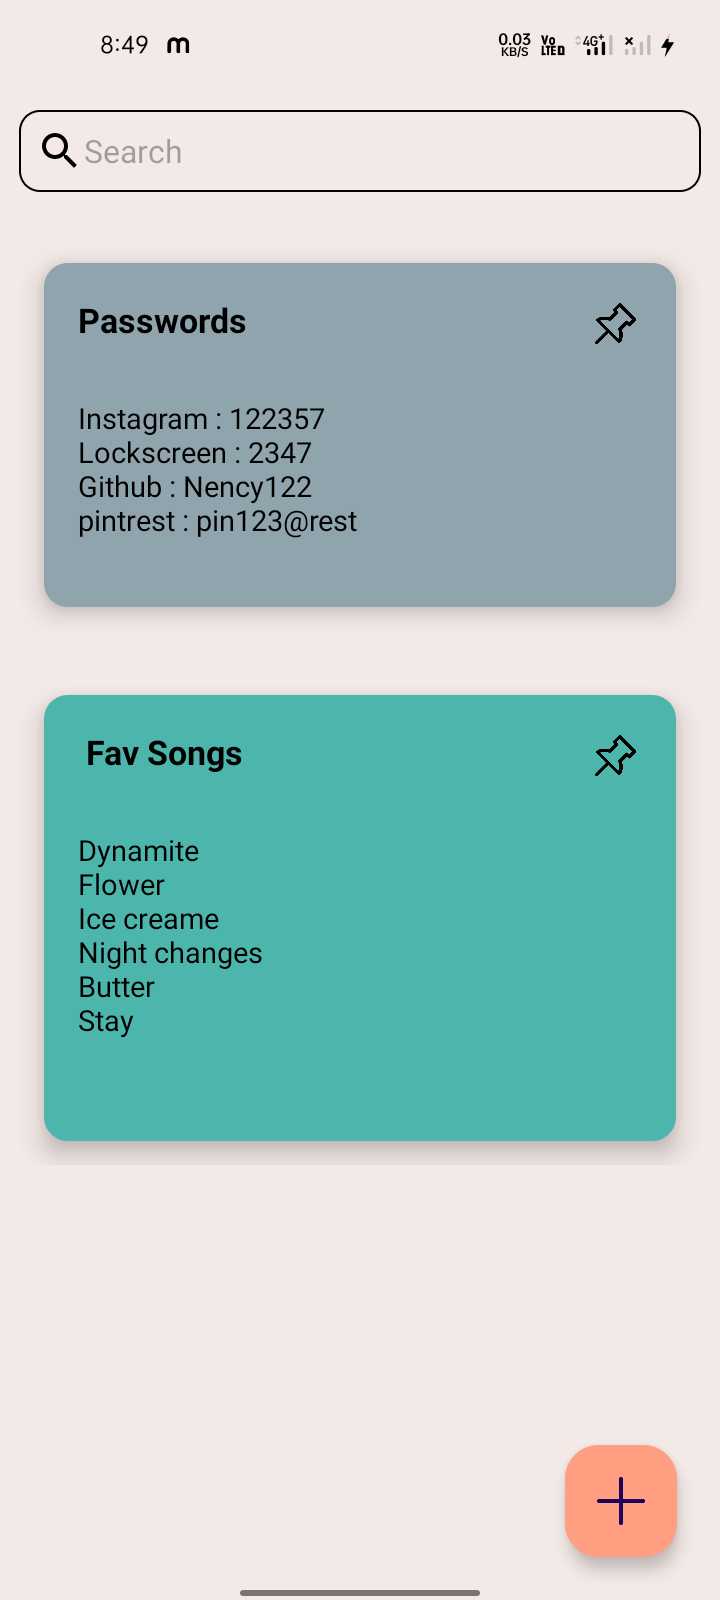 8:49 m 0.03 KB/S Vo LTED 4G+
Search
Passwords
Instagram : 122357
Lockscreen : 2347
Github : Nency122
pintrest : pin123@rest
Fav Songs
Dynamite
Flower
Ice creame
Night changes
Butter
Stay